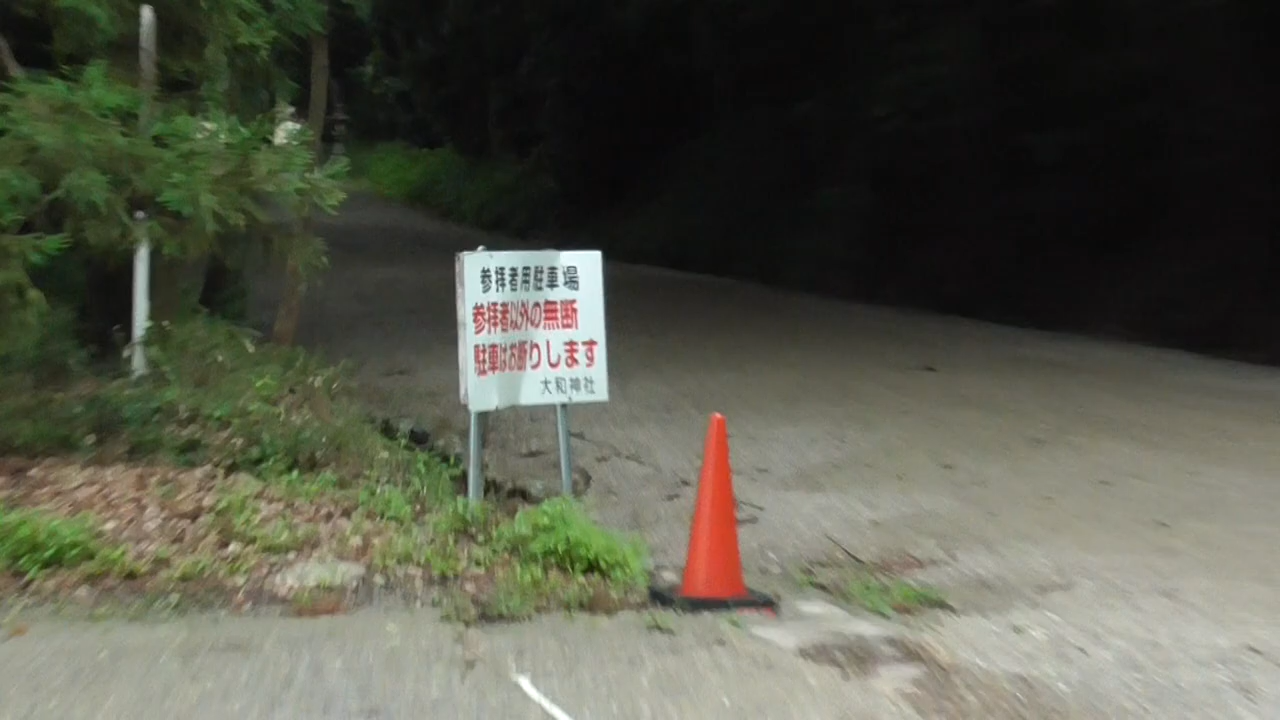 参拝者用駐車場
参拝者以外の無断
駐車はお断りします
大和神社